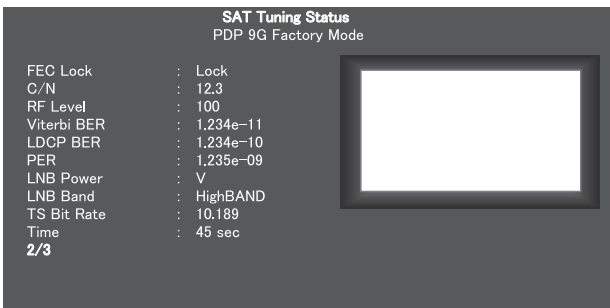 SAT Tuning Status
PDP 9G Factory Mode
FEC Lock : Lock
C/N : 12.3
RF Level : 100
Viterbi BER : 1.234e-11
LDCP BER : 1.234e-10
PER : 1.235e-09
LNB Power : V
LNB Band : HighBAND
TS Bit Rate : 10.189
Time : 45 sec
2/3